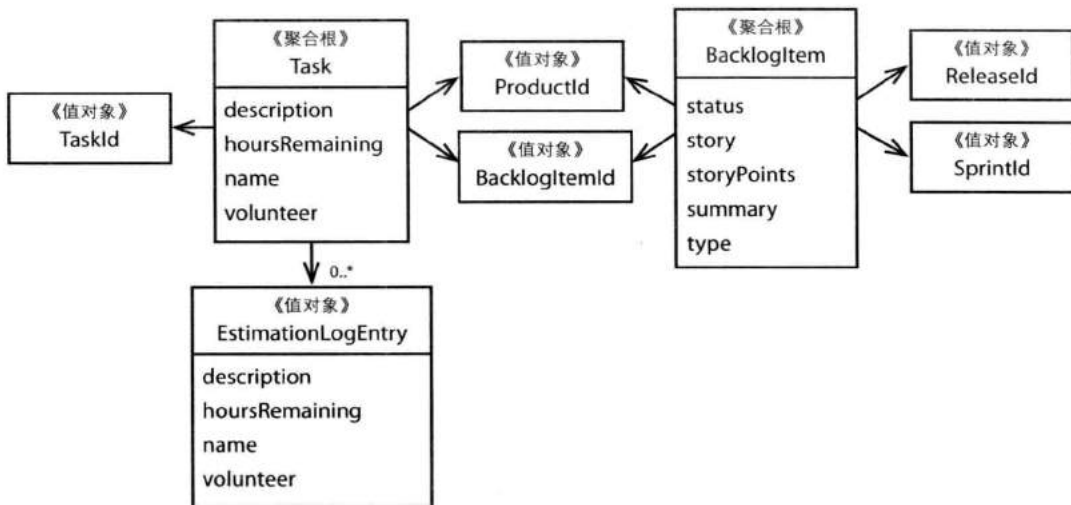 《聚合根》
Task
description
hoursRemaining
name
volunteer
《值对象》
TaskId
《值对象》
ProductId
《值对象》
BacklogItemId
《聚合根》
BacklogItem
status
story
storyPoints
summary
type
《值对象》
ReleaseId
《值对象》
SprintId
0..*
《值对象》
EstimationLogEntry
description
hoursRemaining
name
volunteer